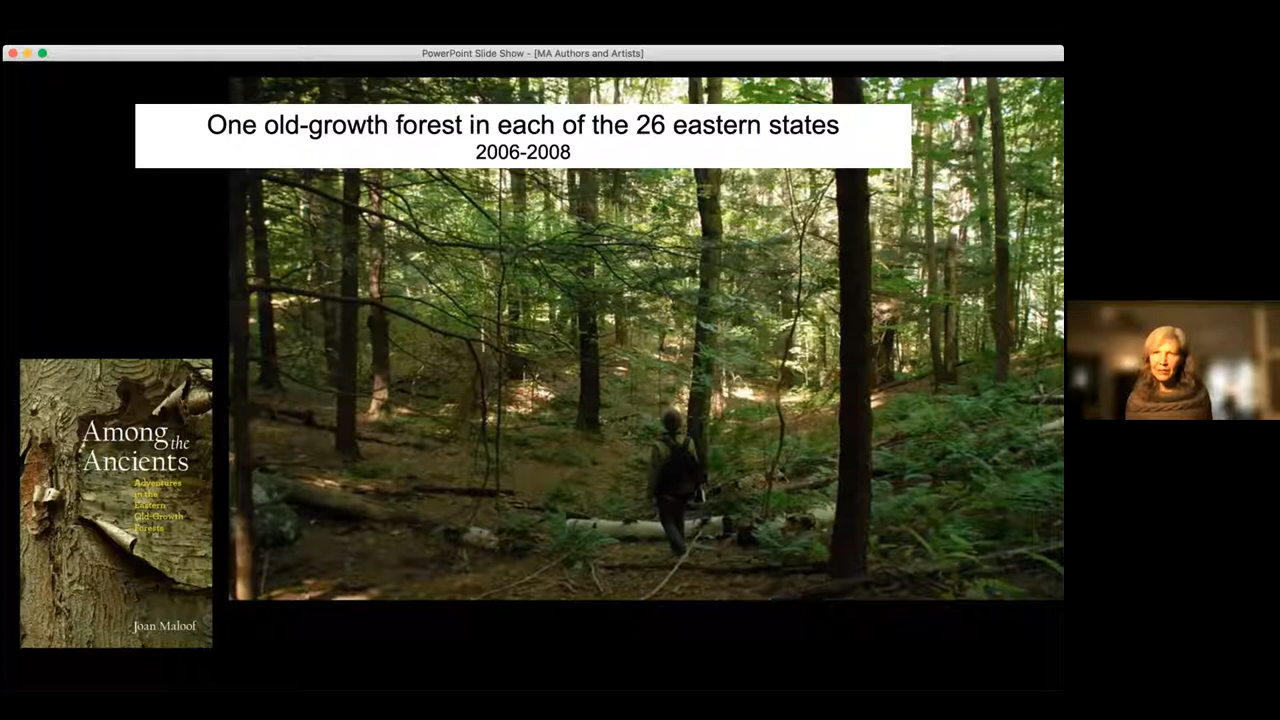 PowerPoint Slide Show - [MA Authors and Artists]
One old-growth forest in each of the 26 eastern states
2006-2008
Among the
Ancients
Adventures
in the
Eastern
Old-Growth
Forests
Joan Maloof